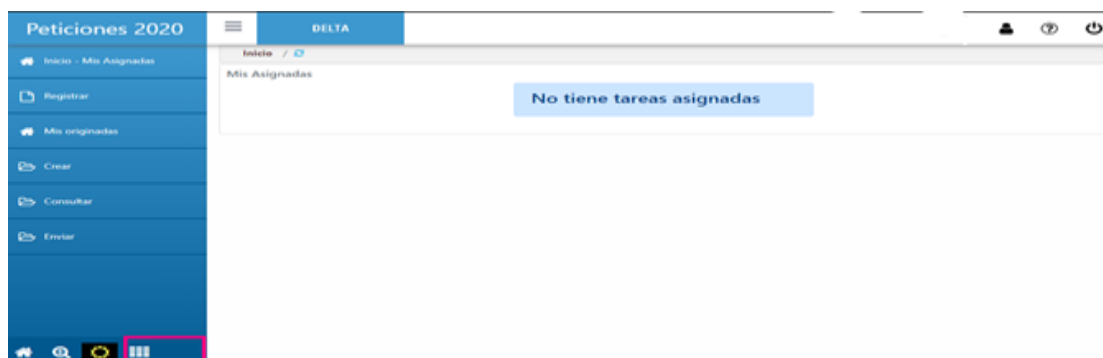 Peticiones 2020
DELTA
Inicio - Mis Asignadas
Registrar
Mis originadas
Crear
Consultar
Enviar
Inicio /
Mis Asignadas
No tiene tareas asignadas